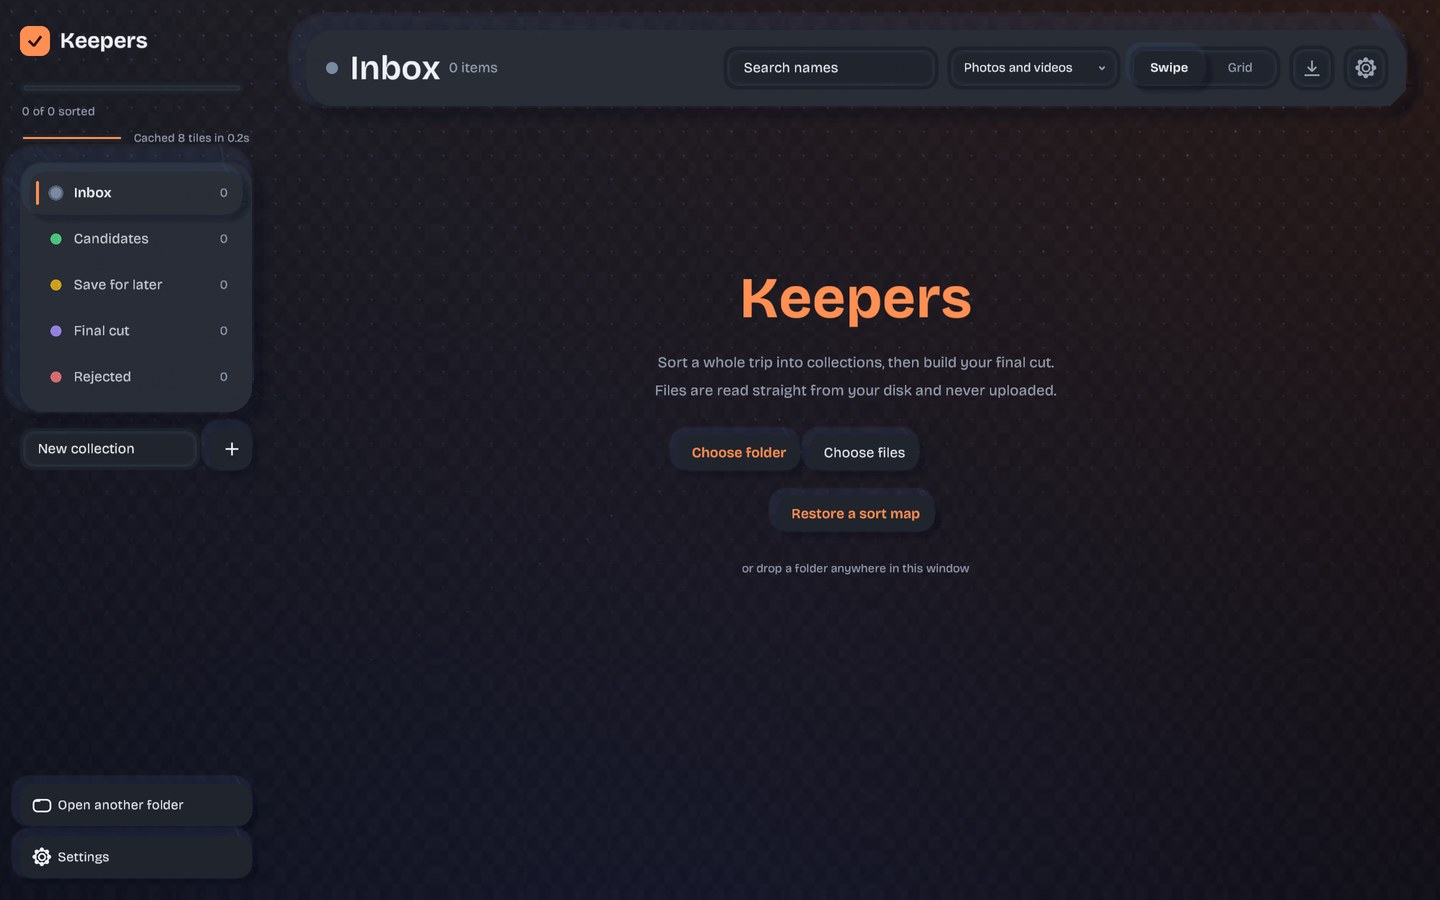 Keepers
0 of 0 sorted
Cached 8 tiles in 0.2s
Inbox 0
Candidates 0
Save for later 0
Final cut 0
Rejected 0
New collection
Open another folder
Settings
Inbox 0 items
Search names
Photos and videos
Swipe
Grid
Keepers
Sort a whole trip into collections, then build your final cut.
Files are read straight from your disk and never uploaded.
Choose folder
Choose files
Restore a sort map
or drop a folder anywhere in this window